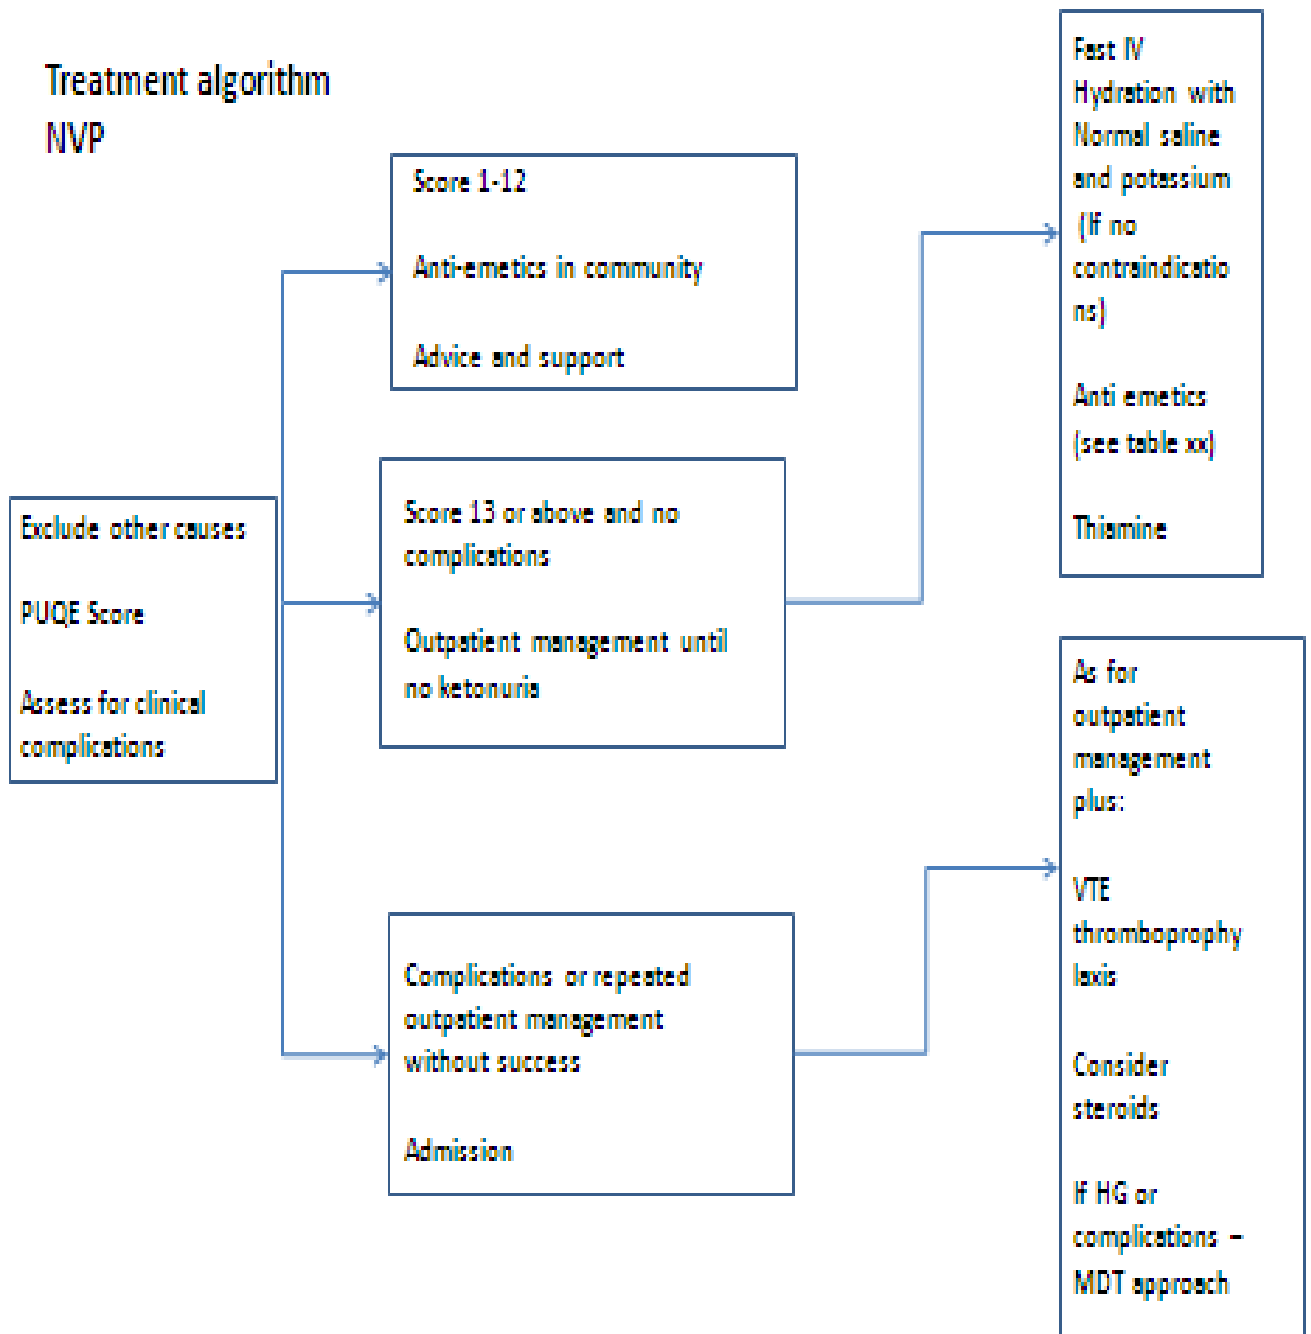 Treatment algorithm
NVP
Exclude other causes
PUQE Score
Assess for clinical
complications
Score 1-12
Anti-emetics in community
Advice and support
Score 13 or above and no
complications
Outpatient management until
no ketonuria
Complications or repeated
outpatient management
without success
Admission
Fast IV
Hydration with
Normal saline
and potassium
(If no
contraindicatio
ns)
Anti emetics
(see table xx)
Thiamine
As for
outpatient
management
plus:
VTE
thromboprophy
laxis
Consider
steroids
If HG or
complications –
MDT approach